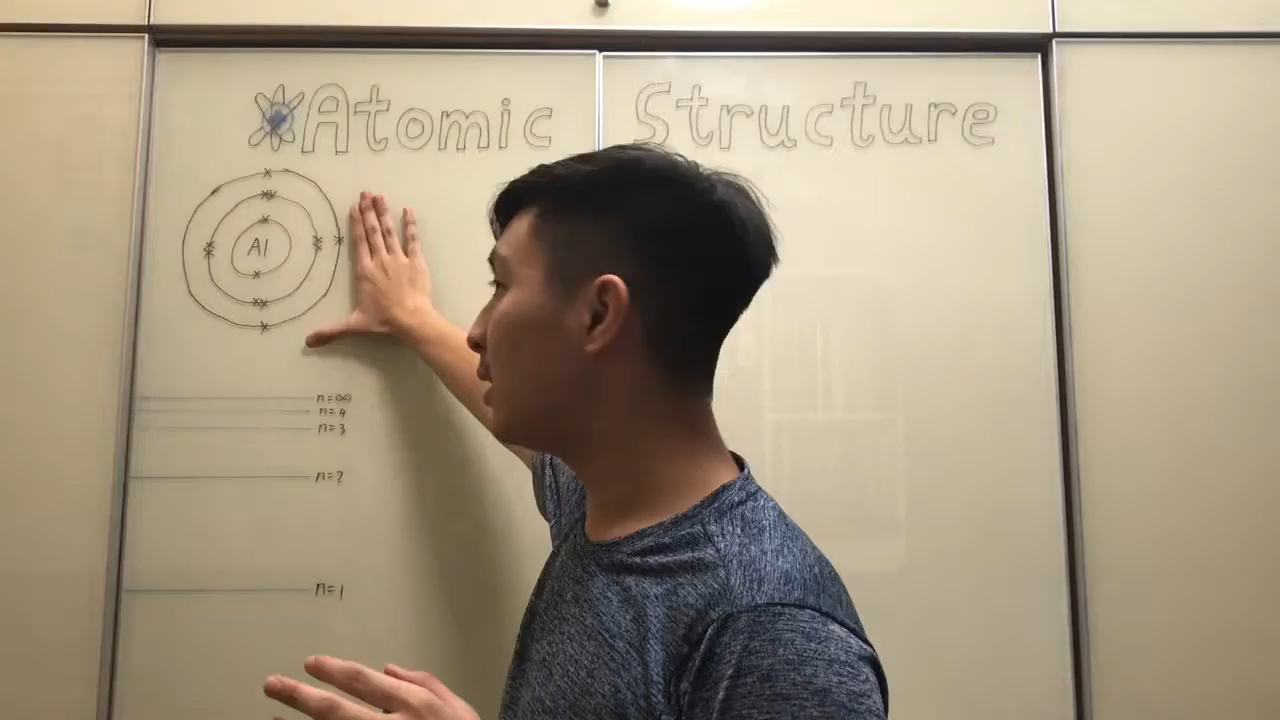 Atomic Structure
Al
n=∞
n=4
n=3
n=2
n=1